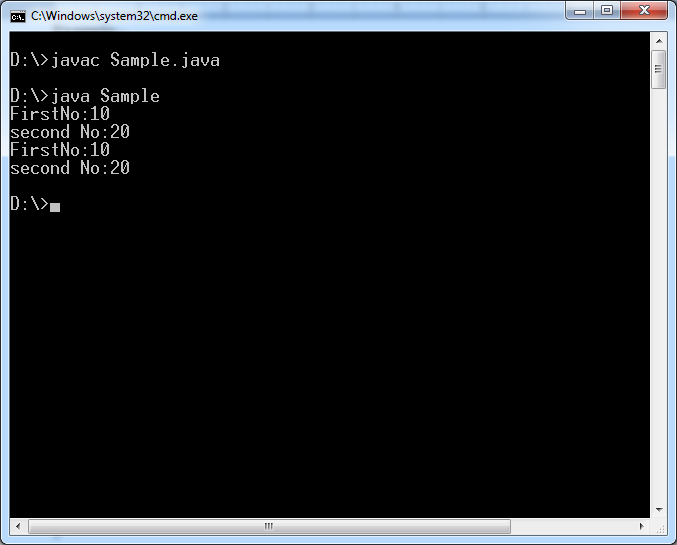 C:\Windows\system32\cmd.exe
D:\>javac Sample.java
D:\>java Sample
FirstNo:10
second No:20
FirstNo:10
second No:20
D:\>